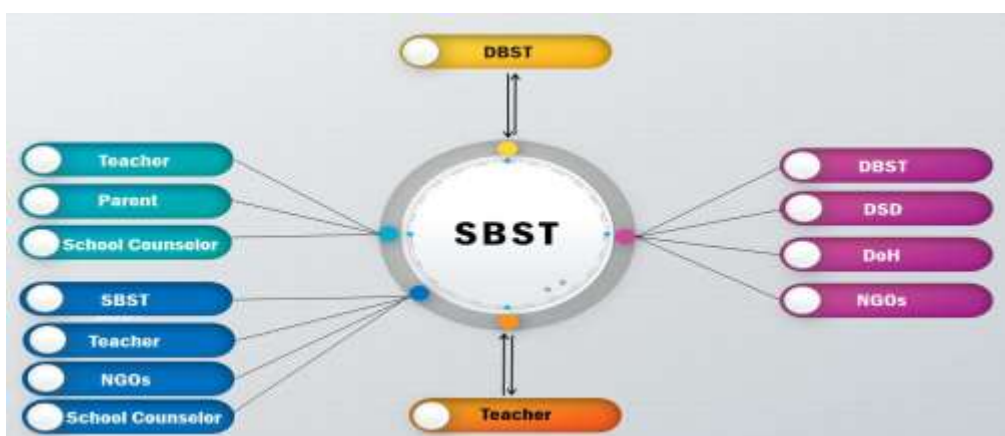 DBST
Teacher
Parent
School Counselor
SBST
Teacher
NGOs
School Counselor
SBST
DBST
DSD
DoH
NGOs
Teacher